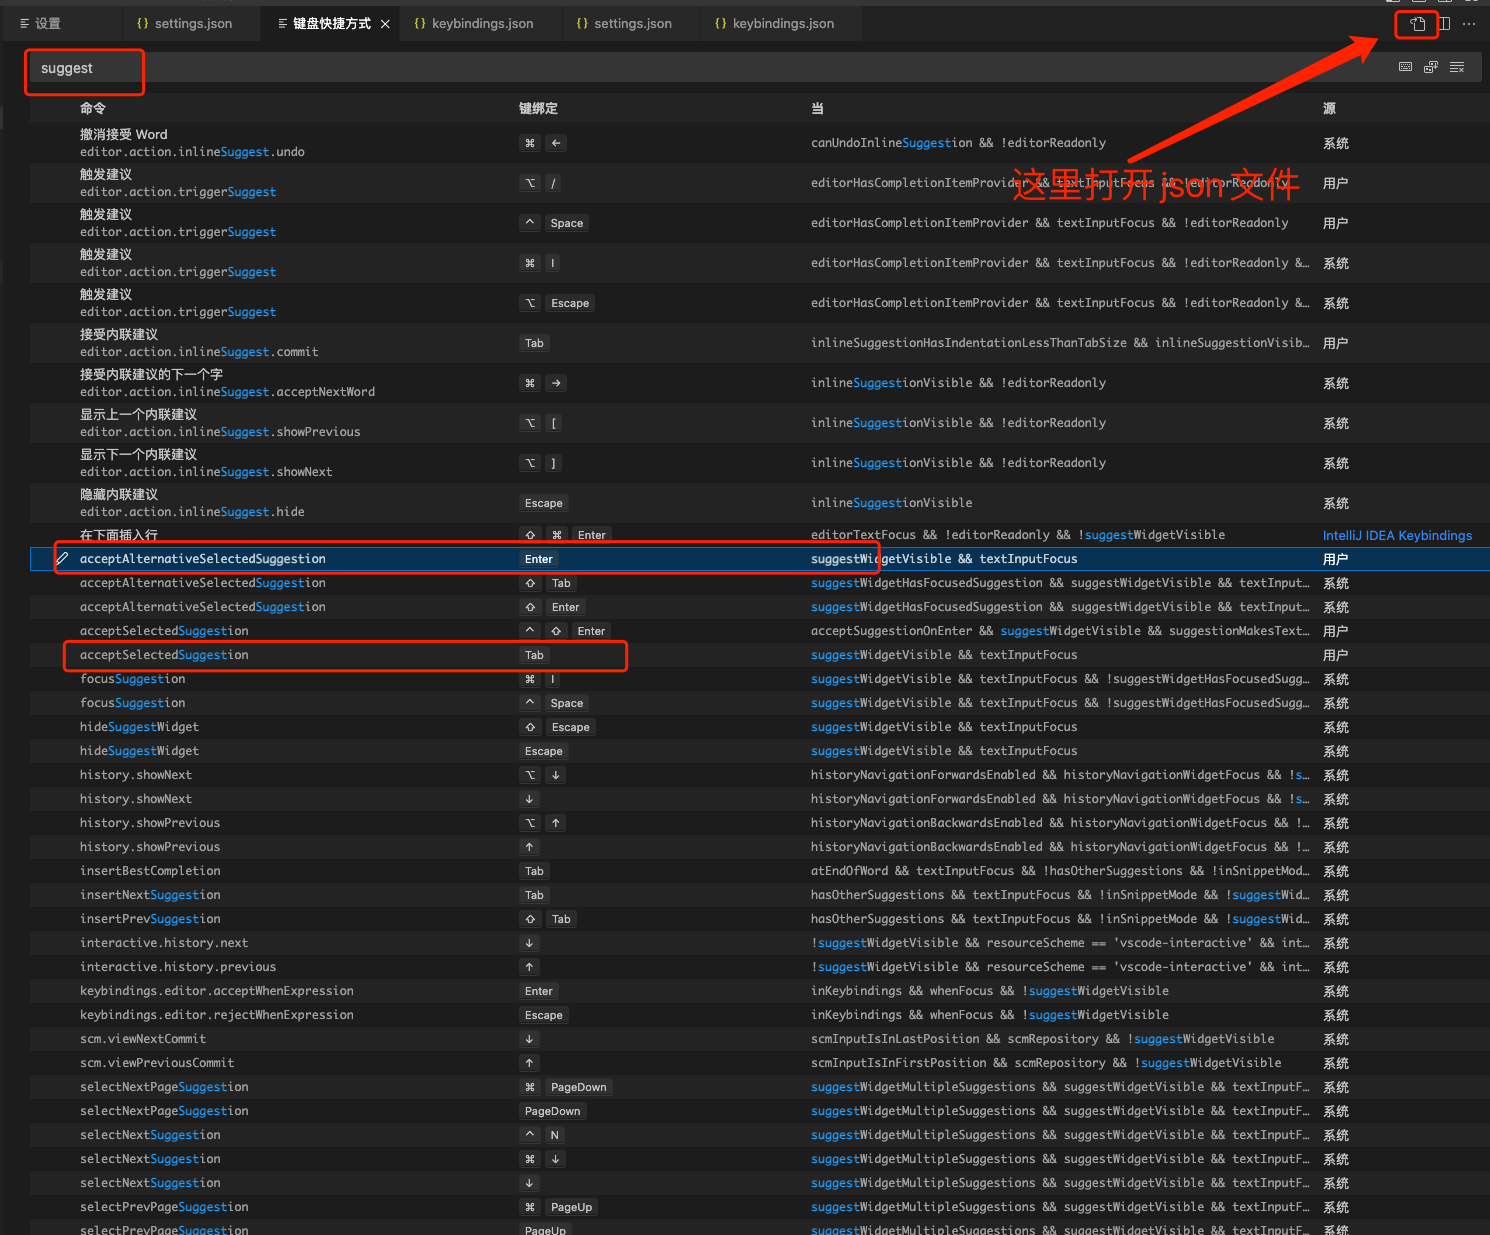 设置 settings.json 键盘快捷方式 keybindings.json settings.json keybindings.json
suggest
命令 键绑定 当 源
撤消接受 Word
editor.action.inlineSuggest.undo ⌘ ← canUndoInlineSuggestion && !editorReadonly 系统
触发建议
editor.action.triggerSuggest ⌥ / editorHasCompletionItemProvider && textInputFocus && !editorReadonly 用户
这里打开json文件
触发建议
editor.action.triggerSuggest ^ Space editorHasCompletionItemProvider && textInputFocus && !editorReadonly 用户
触发建议
editor.action.triggerSuggest ⌘ I editorHasCompletionItemProvider && textInputFocus && !editorReadonly &… 系统
触发建议
editor.action.triggerSuggest ⌥ Escape editorHasCompletionItemProvider && textInputFocus && !editorReadonly &… 系统
接受内联建议
editor.action.inlineSuggest.commit Tab inlineSuggestionHasIndentationLessThanTabSize && inlineSuggestionVisib… 用户
接受内联建议的下一个字
editor.action.inlineSuggest.acceptNextWord ⌘ → inlineSuggestionVisible && !editorReadonly 系统
显示上一个内联建议
editor.action.inlineSuggest.showPrevious ⌥ [ inlineSuggestionVisible && !editorReadonly 系统
显示下一个内联建议
editor.action.inlineSuggest.showNext ⌥ ] inlineSuggestionVisible && !editorReadonly 系统
隐藏内联建议
editor.action.inlineSuggest.hide Escape inlineSuggestionVisible 系统
在下面插入行 ⇧ ⌘ Enter editorTextFocus && !editorReadonly && !suggestWidgetVisible IntelliJ IDEA Keybindings
acceptAlternativeSelectedSuggestion Enter suggestWidgetVisible && textInputFocus 用户
acceptAlternativeSelectedSuggestion ⇧ Tab suggestWidgetHasFocusedSuggestion && suggestWidgetVisible && textInput… 系统
acceptAlternativeSelectedSuggestion ⇧ Enter suggestWidgetHasFocusedSuggestion && suggestWidgetVisible && textInput… 系统
acceptSelectedSuggestion ^ ⇧ Enter acceptSuggestionOnEnter && suggestWidgetVisible && suggestionMakesText… 用户
acceptSelectedSuggestion Tab suggestWidgetVisible && textInputFocus 用户
focusSuggestion ⌘ I suggestWidgetVisible && textInputFocus && !suggestWidgetHasFocusedSugg… 系统
focusSuggestion ^ Space suggestWidgetVisible && textInputFocus && !suggestWidgetHasFocusedSugg… 系统
hideSuggestWidget ⇧ Escape suggestWidgetVisible && textInputFocus 系统
hideSuggestWidget Escape suggestWidgetVisible && textInputFocus 系统
history.showNext ⌥ ↓ historyNavigationForwardsEnabled && historyNavigationWidgetFocus && !s… 系统
history.showNext ↓ historyNavigationForwardsEnabled && historyNavigationWidgetFocus && !s… 系统
history.showPrevious ⌥ ↑ historyNavigationBackwardsEnabled && historyNavigationWidgetFocus && !… 系统
history.showPrevious ↑ historyNavigationBackwardsEnabled && historyNavigationWidgetFocus && !… 系统
insertBestCompletion Tab atEndOfWord && textInputFocus && !hasOtherSuggestions && !inSnippetMod… 系统
insertNextSuggestion Tab hasOtherSuggestions && textInputFocus && !inSnippetMode && !suggestWid… 系统
insertPrevSuggestion ⇧ Tab hasOtherSuggestions && textInputFocus && !inSnippetMode && !suggestWid… 系统
interactive.history.next ↓ !suggestWidgetVisible && resourceScheme == 'vscode-interactive' && int… 系统
interactive.history.previous ↑ !suggestWidgetVisible && resourceScheme == 'vscode-interactive' && int… 系统
keybindings.editor.acceptWhenExpression Enter inKeybindings && whenFocus && !suggestWidgetVisible 系统
keybindings.editor.rejectWhenExpression Escape inKeybindings && whenFocus && !suggestWidgetVisible 系统
scm.viewNextCommit ↓ scmInputIsInLastPosition && scmRepository && !suggestWidgetVisible 系统
scm.viewPreviousCommit ↑ scmInputIsInFirstPosition && scmRepository && !suggestWidgetVisible 系统
selectNextPageSuggestion ⌘ PageDown suggestWidgetMultipleSuggestions && suggestWidgetVisible && textInputF… 系统
selectNextPageSuggestion PageDown suggestWidgetMultipleSuggestions && suggestWidgetVisible && textInputF… 系统
selectNextSuggestion ^ N suggestWidgetMultipleSuggestions && suggestWidgetVisible && textInputF… 系统
selectNextSuggestion ⌘ ↓ suggestWidgetMultipleSuggestions && suggestWidgetVisible && textInputF… 系统
selectNextSuggestion ↓ suggestWidgetMultipleSuggestions && suggestWidgetVisible && textInputF… 系统
selectPrevPageSuggestion ⌘ PageUp suggestWidgetMultipleSuggestions && suggestWidgetVisible && textInputF… 系统
selectPrevPageSuggestion PageUp suggestWidgetMultipleSuggestions && suggestWidgetVisible && textInputF… 系统